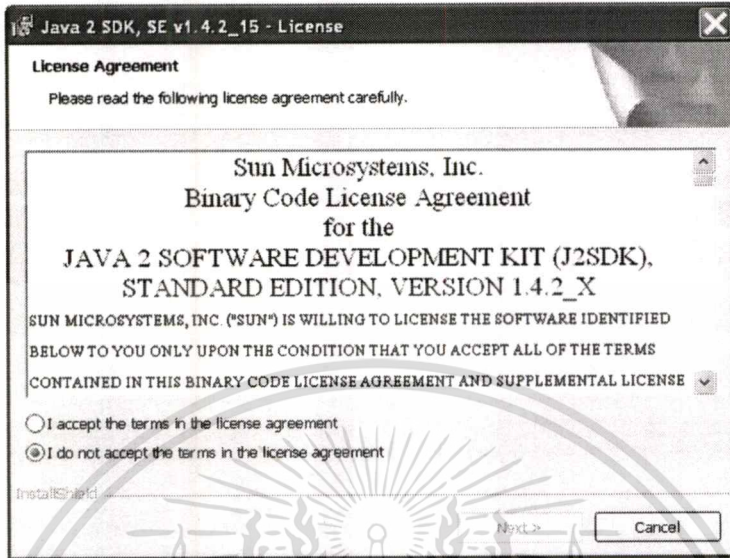 Java 2 SDK, SE v1.4.2_15 - License
License Agreement
Please read the following license agreement carefully.
Sun Microsystems, Inc.
Binary Code License Agreement
for the
JAVA 2 SOFTWARE DEVELOPMENT KIT (J2SDK),
STANDARD EDITION, VERSION 1.4.2_X
SUN MICROSYSTEMS, INC. ("SUN") IS WILLING TO LICENSE THE SOFTWARE IDENTIFIED
BELOW TO YOU ONLY UPON THE CONDITION THAT YOU ACCEPT ALL OF THE TERMS
CONTAINED IN THIS BINARY CODE LICENSE AGREEMENT AND SUPPLEMENTAL LICENSE
I accept the terms in the license agreement
I do not accept the terms in the license agreement
InstallShield
Next >
Cancel